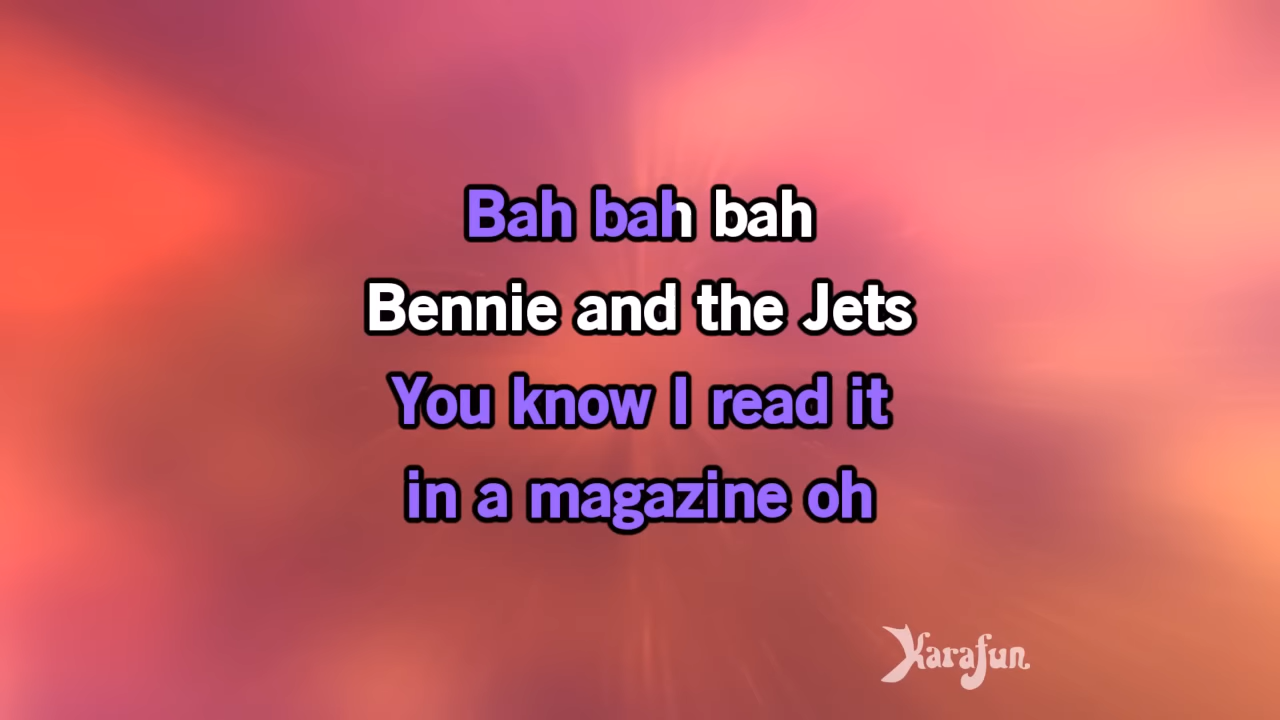 Bah bah bah
Bennie and the Jets
You know I read it
in a magazine oh
Karafun